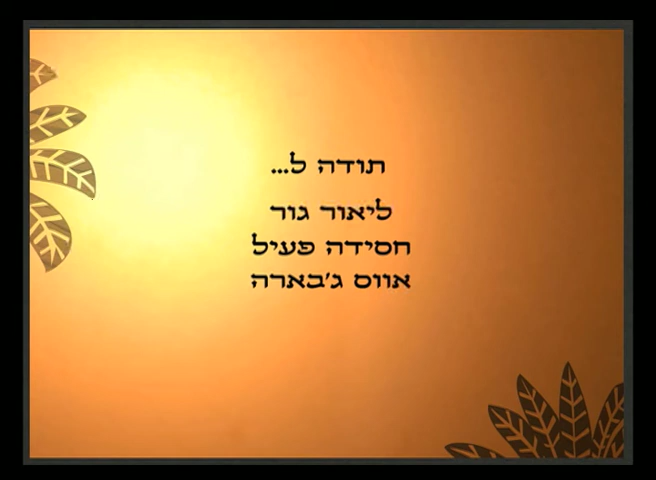 תודה ל...
ליאור גור
חסידה פעיל
אווס ג'בארה